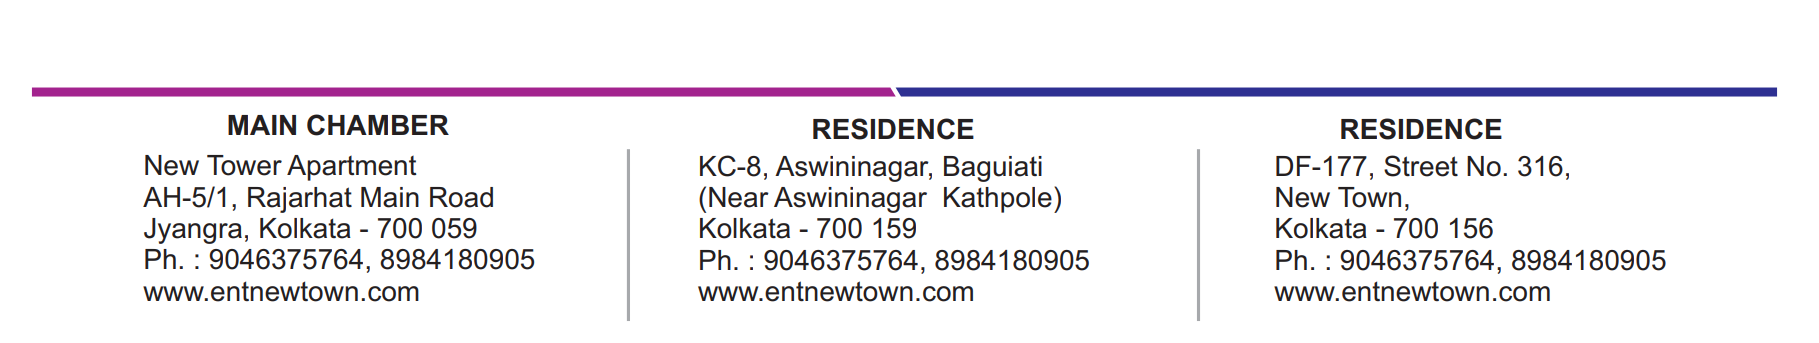 MAIN CHAMBER
New Tower Apartment
AH-5/1, Rajarhat Main Road
Jyangra, Kolkata - 700 059
Ph. : 9046375764, 8984180905
www.entnewtown.com
RESIDENCE
KC-8, Aswininagar, Baguiati
(Near Aswininagar  Kathpole)
Kolkata - 700 159
Ph. : 9046375764, 8984180905
www.entnewtown.com
RESIDENCE
DF-177, Street No. 316,
New Town,
Kolkata - 700 156
Ph. : 9046375764, 8984180905
www.entnewtown.com